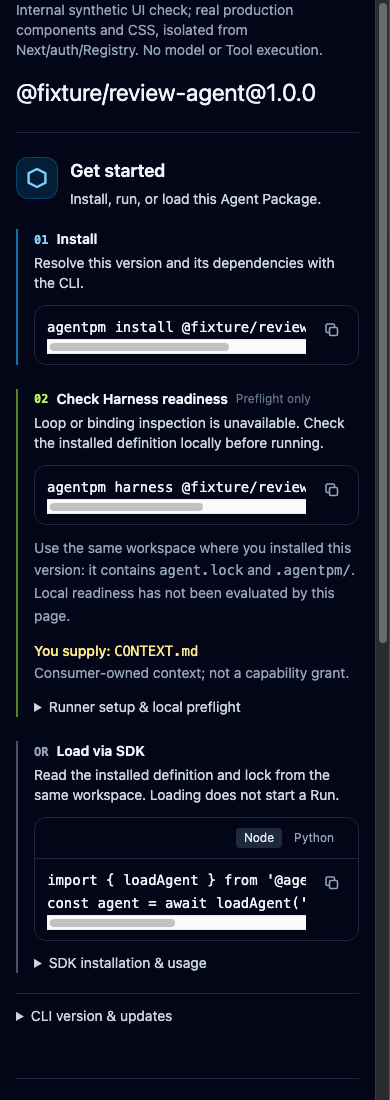 Internal synthetic UI check; real production
components and CSS, isolated from
Next/auth/Registry. No model or Tool execution.
@fixture/review-agent@1.0.0
Get started
Install, run, or load this Agent Package.
01 Install
Resolve this version and its dependencies with
the CLI.
agentpm install @fixture/review
02 Check Harness readiness Preflight only
Loop or binding inspection is unavailable. Check
the installed definition locally before running.
agentpm harness @fixture/review
Use the same workspace where you installed this
version: it contains agent.lock and .agentpm/.
Local readiness has not been evaluated by this
page.
You supply: CONTEXT.md
Consumer-owned context; not a capability grant.
Runner setup & local preflight
OR Load via SDK
Read the installed definition and lock from the
same workspace. Loading does not start a Run.
Node Python
import { loadAgent } from '@age
const agent = await loadAgent('
SDK installation & usage
CLI version & updates